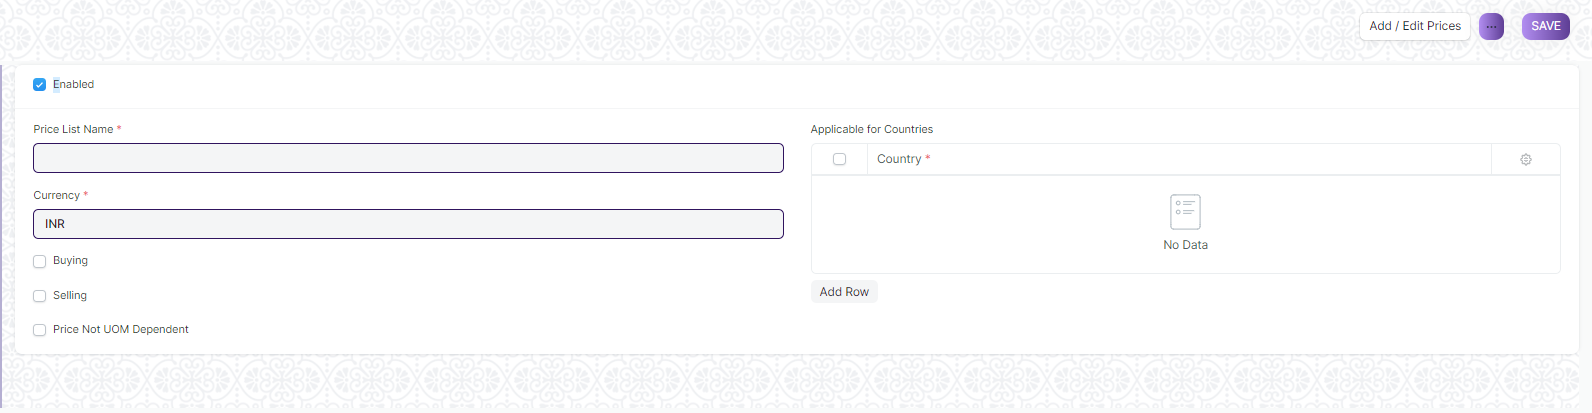 Add / Edit Prices
...
SAVE
Enabled
Price List Name *
Applicable for Countries
Country *
Currency *
INR
No Data
Buying
Add Row
Selling
Price Not UOM Dependent